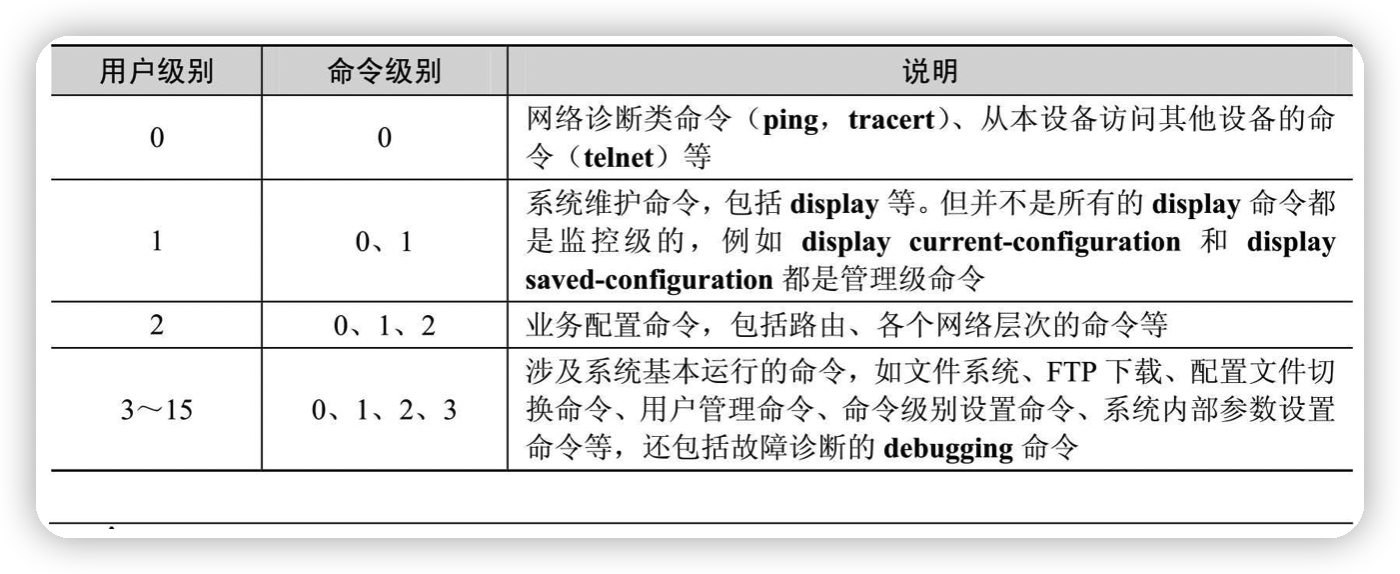 用户级别 命令级别 说明
0 0 网络诊断类命令（ping，tracert）、从本设备访问其他设备的命
令（telnet）等
系统维护命令，包括 display 等。但并不是所有的 display 命令都
1 0、1 是监控级的，例如 display current-configuration 和 display
saved-configuration 都是管理级命令
2 0、1、2 业务配置命令，包括路由、各个网络层次的命令等
涉及系统基本运行的命令，如文件系统、FTP 下载、配置文件切
3～15 0、1、2、3 换命令、用户管理命令、命令级别设置命令、系统内部参数设置
命令等，还包括故障诊断的 debugging 命令